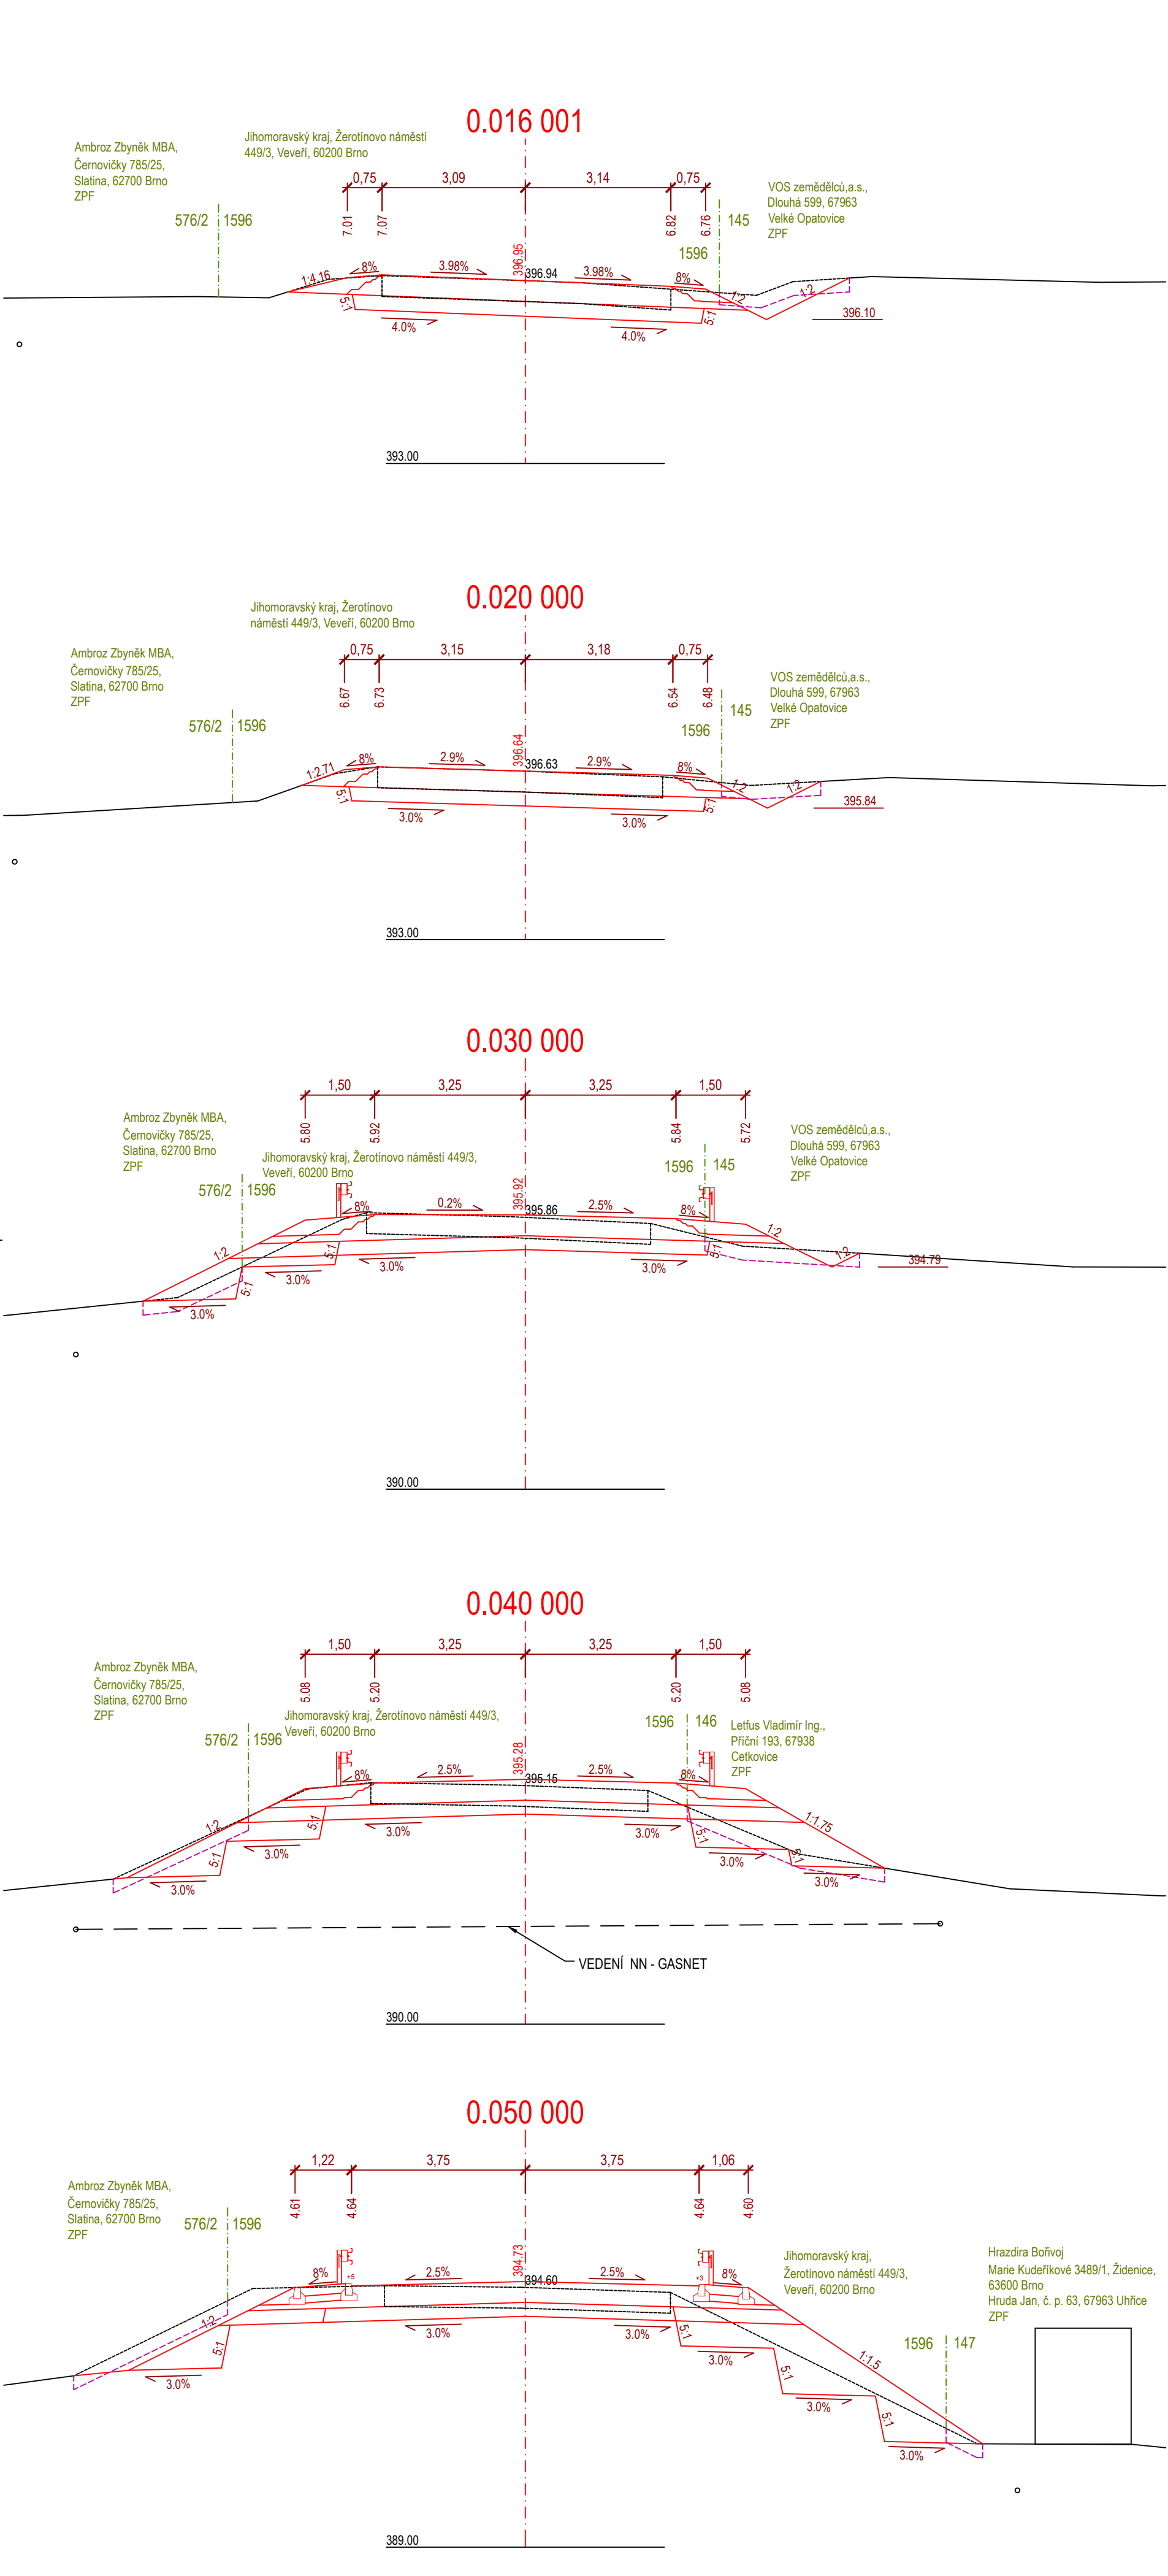 0.016 001
Ambroz Zbyněk MBA,
Černovičky 785/25,
Slatina, 62700 Brno
ZPF
Jihomoravský kraj, Žerotínovo náměstí
449/3, Veveří, 60200 Brno
VOS zemědělců,a.s.,
Dlouhá 599, 67963
Velké Opatovice
ZPF
0,75 3,09 3,14 0,75
7.01 7.07 6.82 6.76
576/2 1596
1596 145
396.95
396.94
1:4.16 8% 3.98% 3.98% 8% 1:2 1:2
5:1 5:1
4.0% 4.0%
396.10
393.00
0.020 000
Jihomoravský kraj, Žerotínovo
náměstí 449/3, Veveří, 60200 Brno
Ambroz Zbyněk MBA,
Černovičky 785/25,
Slatina, 62700 Brno
ZPF
VOS zemědělců,a.s.,
Dlouhá 599, 67963
Velké Opatovice
ZPF
0,75 3,15 3,18 0,75
6.67 6.73 6.54 6.48
576/2 1596
1596 145
396.64
396.63
1:2.71 8% 2.9% 2.9% 8% 1:2 1:2
5:1 5:1
3.0% 3.0%
395.84
393.00
0.030 000
1,50 3,25 3,25 1,50
5.80 5.92 5.84 5.72
Ambroz Zbyněk MBA,
Černovičky 785/25,
Slatina, 62700 Brno
ZPF
Jihomoravský kraj, Žerotínovo náměstí 449/3,
Veveří, 60200 Brno
VOS zemědělců,a.s.,
Dlouhá 599, 67963
Velké Opatovice
ZPF
576/2 1596
1596 145
395.92
395.86
8% 0.2% 2.5% 8%
1:2 1:2 1:2
5:1 5:1 5:1
3.0% 3.0% 3.0% 3.0%
394.79
390.00
0.040 000
1,50 3,25 3,25 1,50
5.08 5.20 5.20 5.08
Ambroz Zbyněk MBA,
Černovičky 785/25,
Slatina, 62700 Brno
ZPF
Jihomoravský kraj, Žerotínovo náměstí 449/3,
Veveří, 60200 Brno
Letfus Vladimír Ing.,
Příční 193, 67938
Cetkovice
ZPF
576/2 1596
1596 146
395.28
395.15
8% 2.5% 2.5% 8%
1:2 1:1.75
5:1 5:1 5:1 5:1
3.0% 3.0% 3.0% 3.0% 3.0% 3.0%
VEDENÍ NN - GASNET
390.00
0.050 000
1,22 3,75 3,75 1,06
4.61 4.64 4.64 4.60
Ambroz Zbyněk MBA,
Černovičky 785/25,
Slatina, 62700 Brno
ZPF
576/2 1596
Jihomoravský kraj,
Žerotínovo náměstí 449/3,
Veveří, 60200 Brno
Hrazdira Bořivoj
Marie Kudeříkové 3489/1, Židenice,
63600 Brno
Hruda Jan, č. p. 63, 67963 Uhřice
ZPF
1596 147
394.73
394.60
8% +5 2.5% 2.5% +3 8%
1:2 1:1.5
5:1 5:1 5:1 5:1
3.0% 3.0% 3.0% 3.0% 3.0% 3.0%
389.00